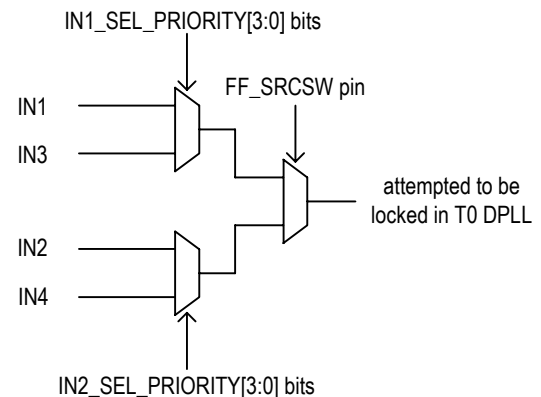 IN1_SEL_PRIORITY[3:0] bits
FF_SRCSW pin
IN1
IN3
attempted to be
locked in T0 DPLL
IN2
IN4
IN2_SEL_PRIORITY[3:0] bits